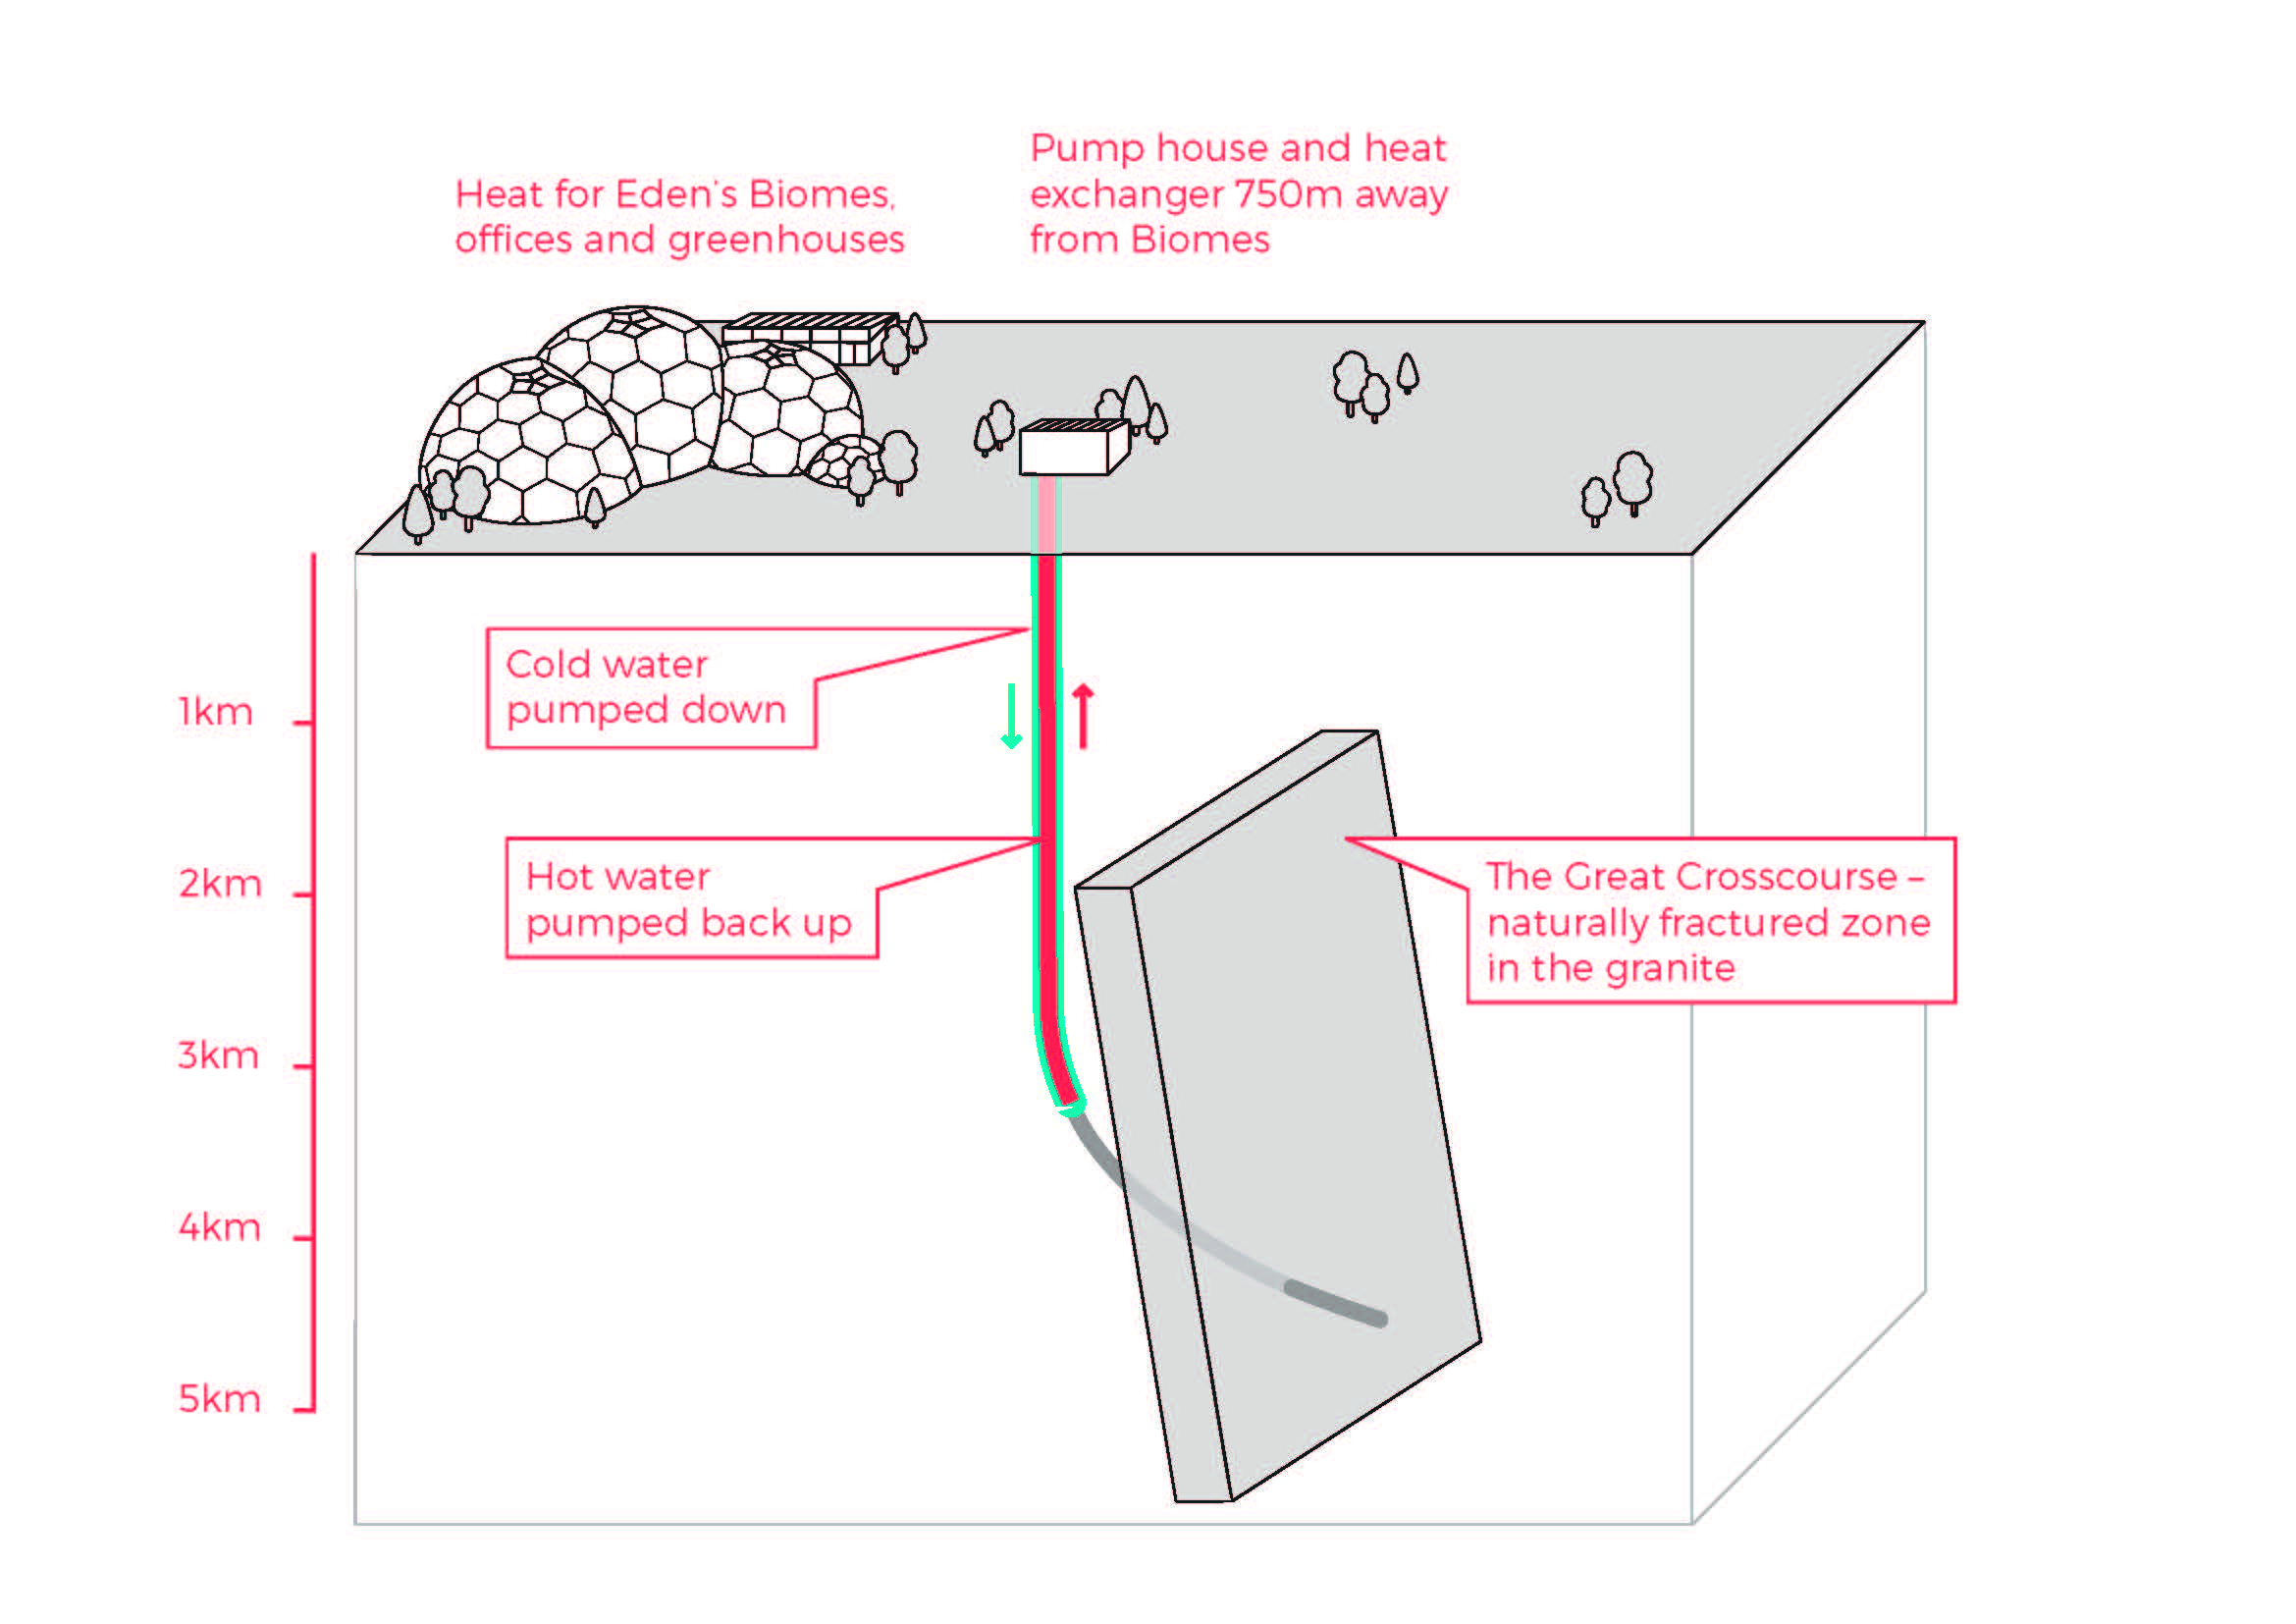 Heat for Eden's Biomes,
offices and greenhouses
Pump house and heat
exchanger 750m away
from Biomes
Cold water
pumped down
1km
Hot water
pumped back up
2km
The Great Crosscourse –
naturally fractured zone
in the granite
3km
4km
5km